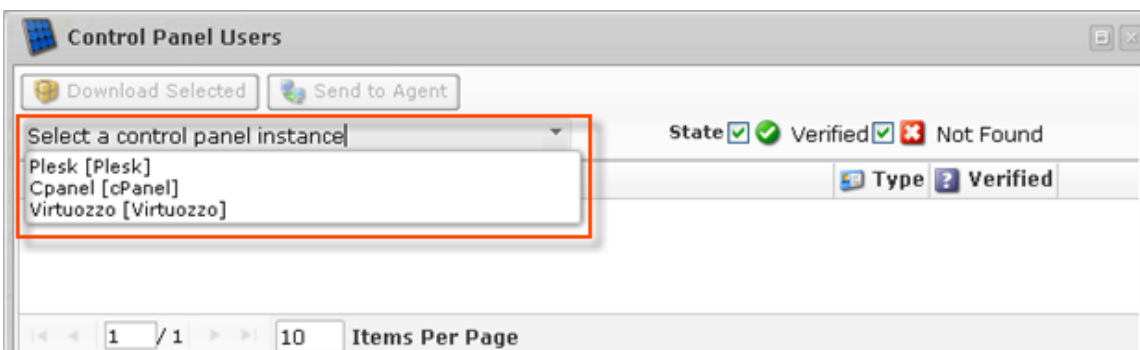 Control Panel Users
Download Selected Send to Agent
Select a control panel instance State Verified Not Found
Plesk [Plesk]
Cpanel [cPanel]
Virtuozzo [Virtuozzo]
Type Verified
1 / 1 10 Items Per Page